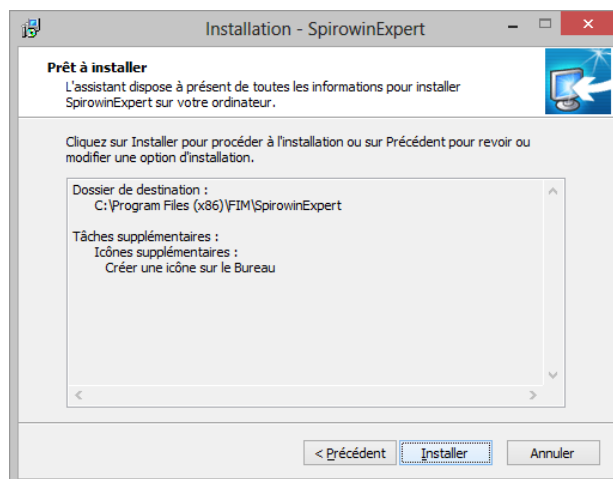 Installation - SpirowinExpert
Prêt à installer
L'assistant dispose à présent de toutes les informations pour installer
SpirowinExpert sur votre ordinateur.
Cliquez sur Installer pour procéder à l'installation ou sur Précédent pour revoir ou
modifier une option d'installation.
Dossier de destination :
C:\Program Files (x86)\FIM\SpirowinExpert
Tâches supplémentaires :
Icônes supplémentaires :
Créer une icône sur le Bureau
< Précédent Installer Annuler